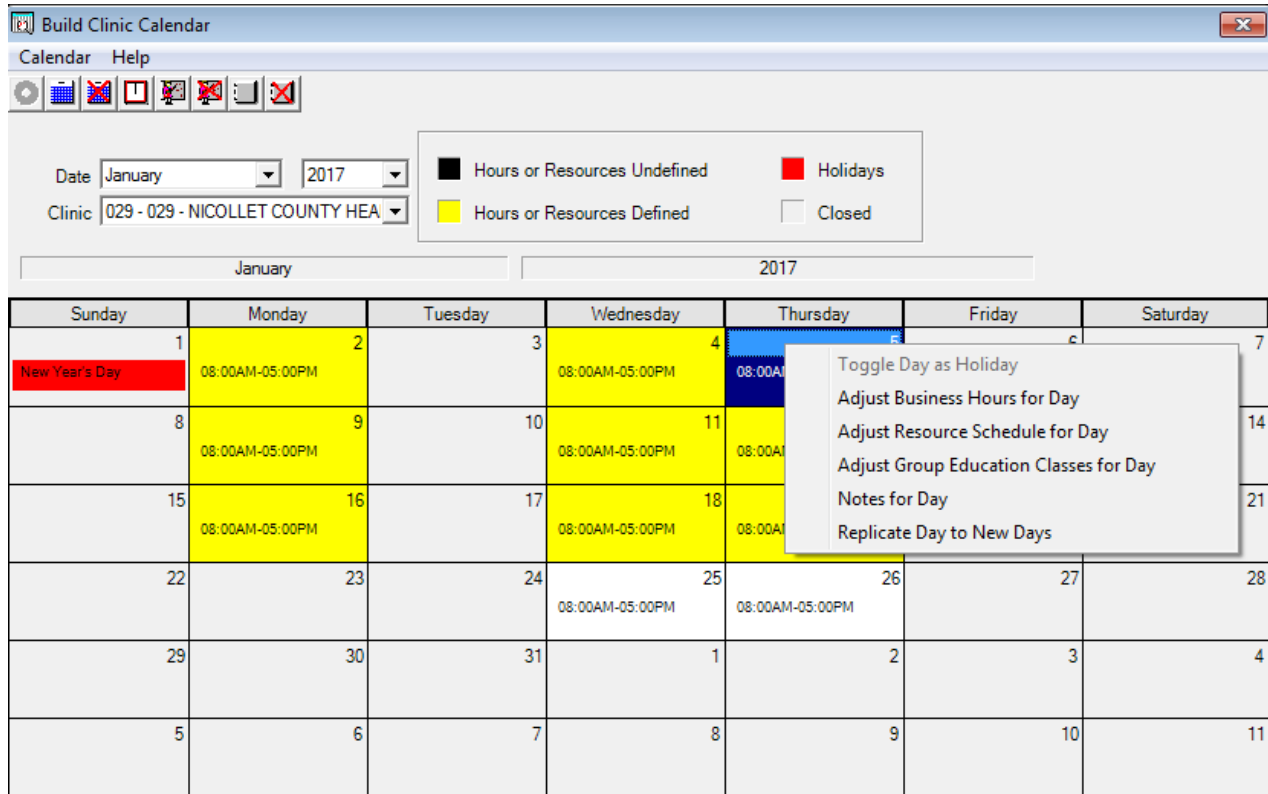 Build Clinic Calendar
Calendar Help
Date January 2017
Hours or Resources Undefined Holidays
Clinic 029 - 029 - NICOLLET COUNTY HEA
Hours or Resources Defined Closed
January 2017
Sunday Monday Tuesday Wednesday Thursday Friday Saturday
1 2 3 4 5 6 7
New Year's Day 08:00AM-05:00PM 08:00AM-05:00PM 08:00A
Toggle Day as Holiday
Adjust Business Hours for Day
Adjust Resource Schedule for Day
Adjust Group Education Classes for Day
Notes for Day
Replicate Day to New Days
8 9 10 11 14
08:00AM-05:00PM 08:00AM-05:00PM 08:00A
15 16 17 18 21
08:00AM-05:00PM 08:00AM-05:00PM 08:00A
22 23 24 25 26 27 28
08:00AM-05:00PM 08:00AM-05:00PM
29 30 31 1 2 3 4
5 6 7 8 9 10 11